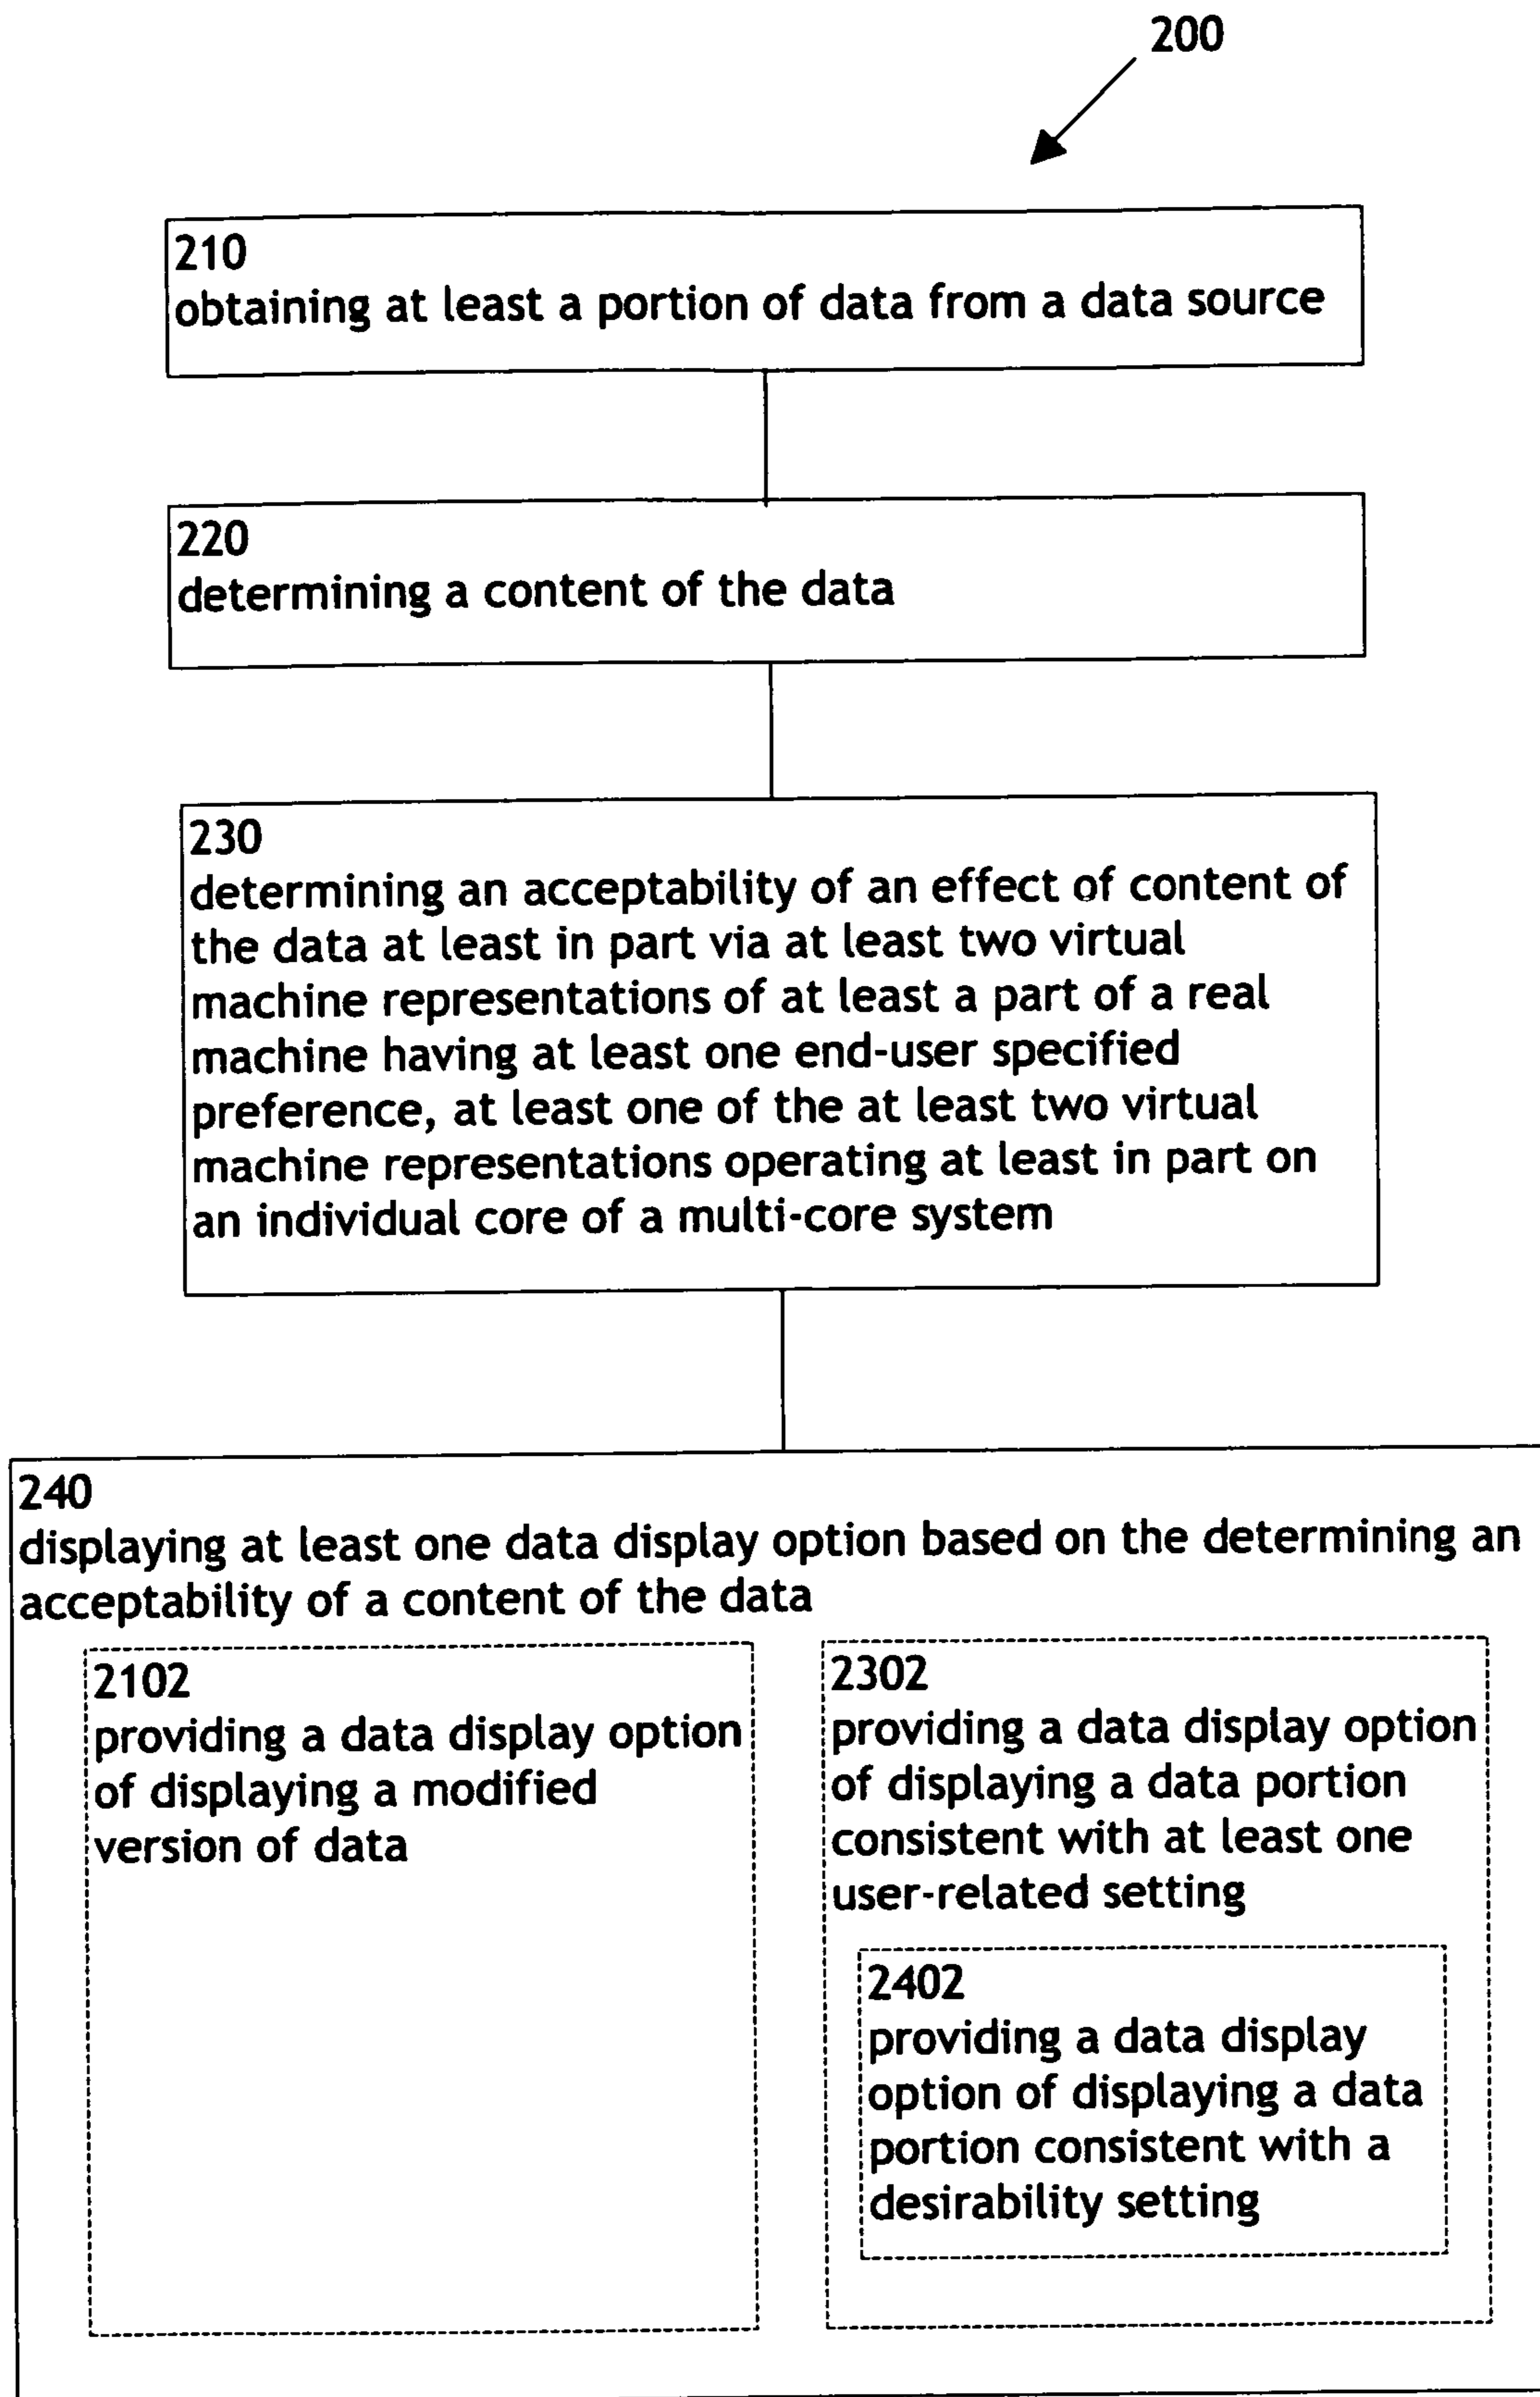 200
210
obtaining at least a portion of data from a data source
220
determining a content of the data
230
determining an acceptability of an effect of content of
the data at least in part via at least two virtual
machine representations of at least a part of a real
machine having at least one end-user specified
preference, at least one of the at least two virtual
machine representations operating at least in part on
an individual core of a multi-core system
240
displaying at least one data display option based on the determining an
acceptability of a content of the data
2102
providing a data display option
of displaying a modified
version of data
2302
providing a data display option
of displaying a data portion
consistent with at least one
user-related setting
2402
providing a data display
option of displaying a data
portion consistent with a
desirability setting